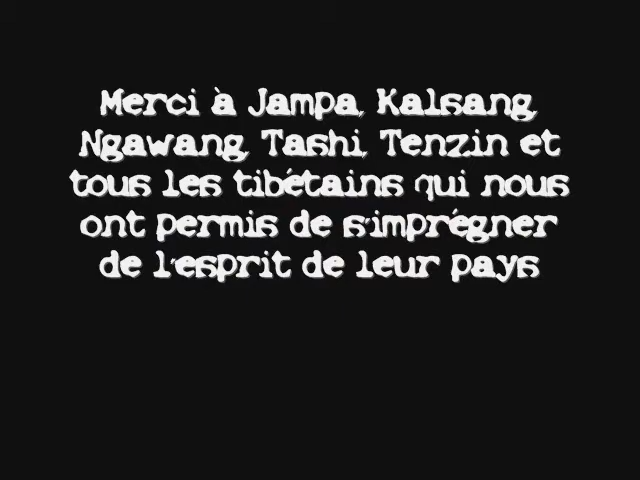 Merci à Jampa, Kalsang,
Ngawang, Tashi, Tenzin et
tous les tibétains qui nous
ont permis de s'imprégner
de l'esprit de leur pays